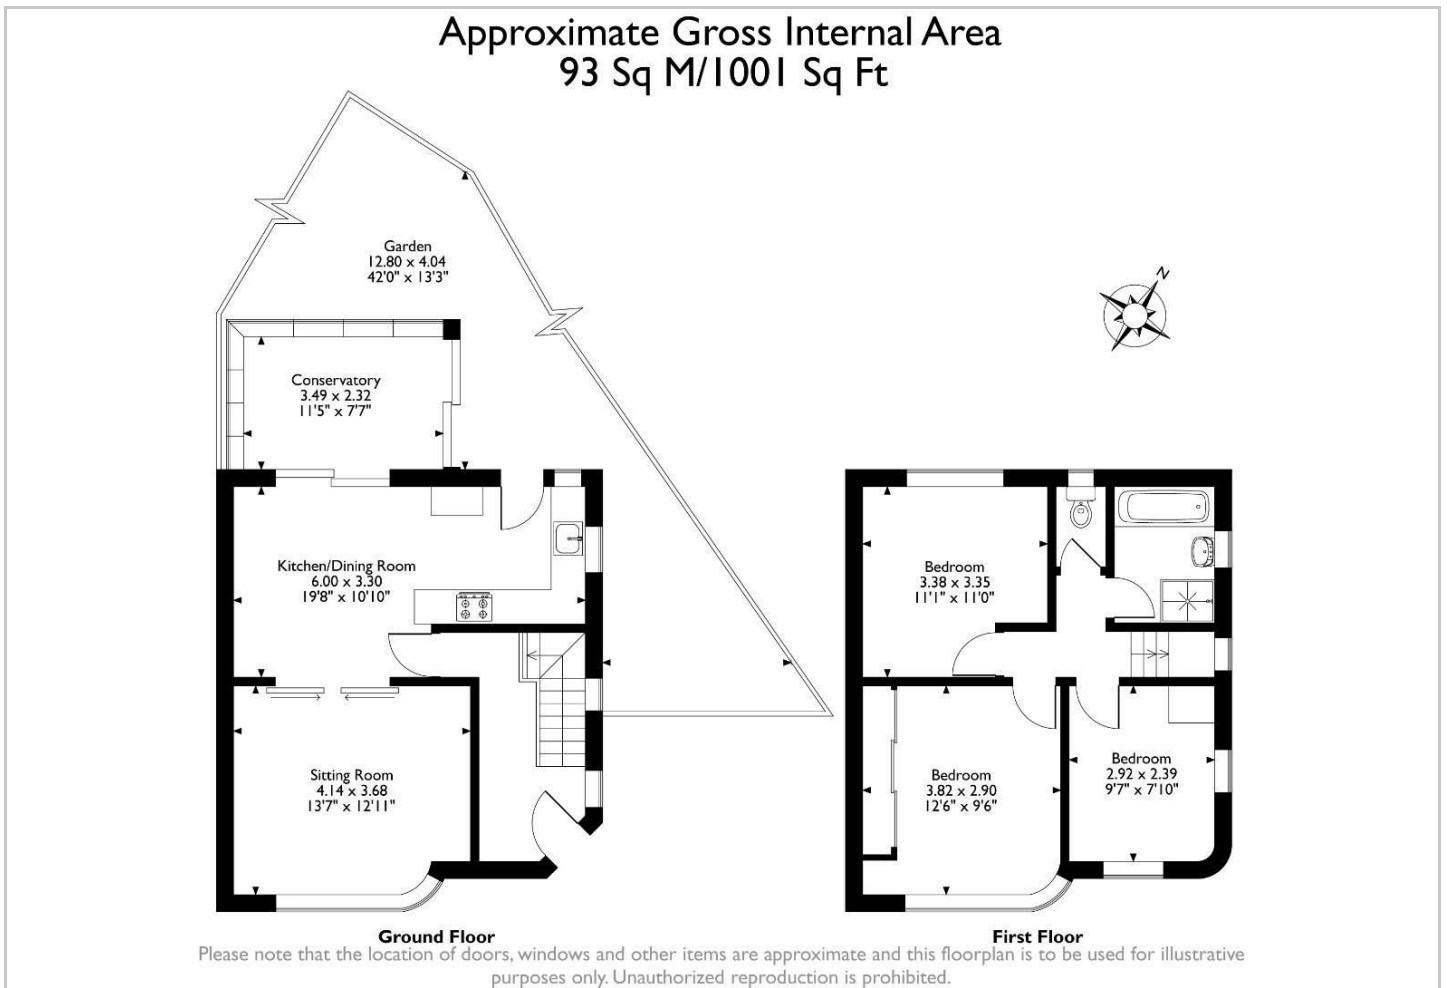 Approximate Gross Internal Area
93 Sq M/1001 Sq Ft
Garden
12.80 x 4.04
42'0" x 13'3"
N
Conservatory
3.49 x 2.32
11'5" x 7'7"
Kitchen/Dining Room
6.00 x 3.30
19'8" x 10'10"
Bedroom
3.38 x 3.35
11'1" x 11'0"
Sitting Room
4.14 x 3.68
13'7" x 12'11"
Bedroom
3.82 x 2.90
12'6" x 9'6"
Bedroom
2.92 x 2.39
9'7" x 7'10"
Ground Floor
First Floor
Please note that the location of doors, windows and other items are approximate and this floorplan is to be used for illustrative
purposes only. Unauthorized reproduction is prohibited.